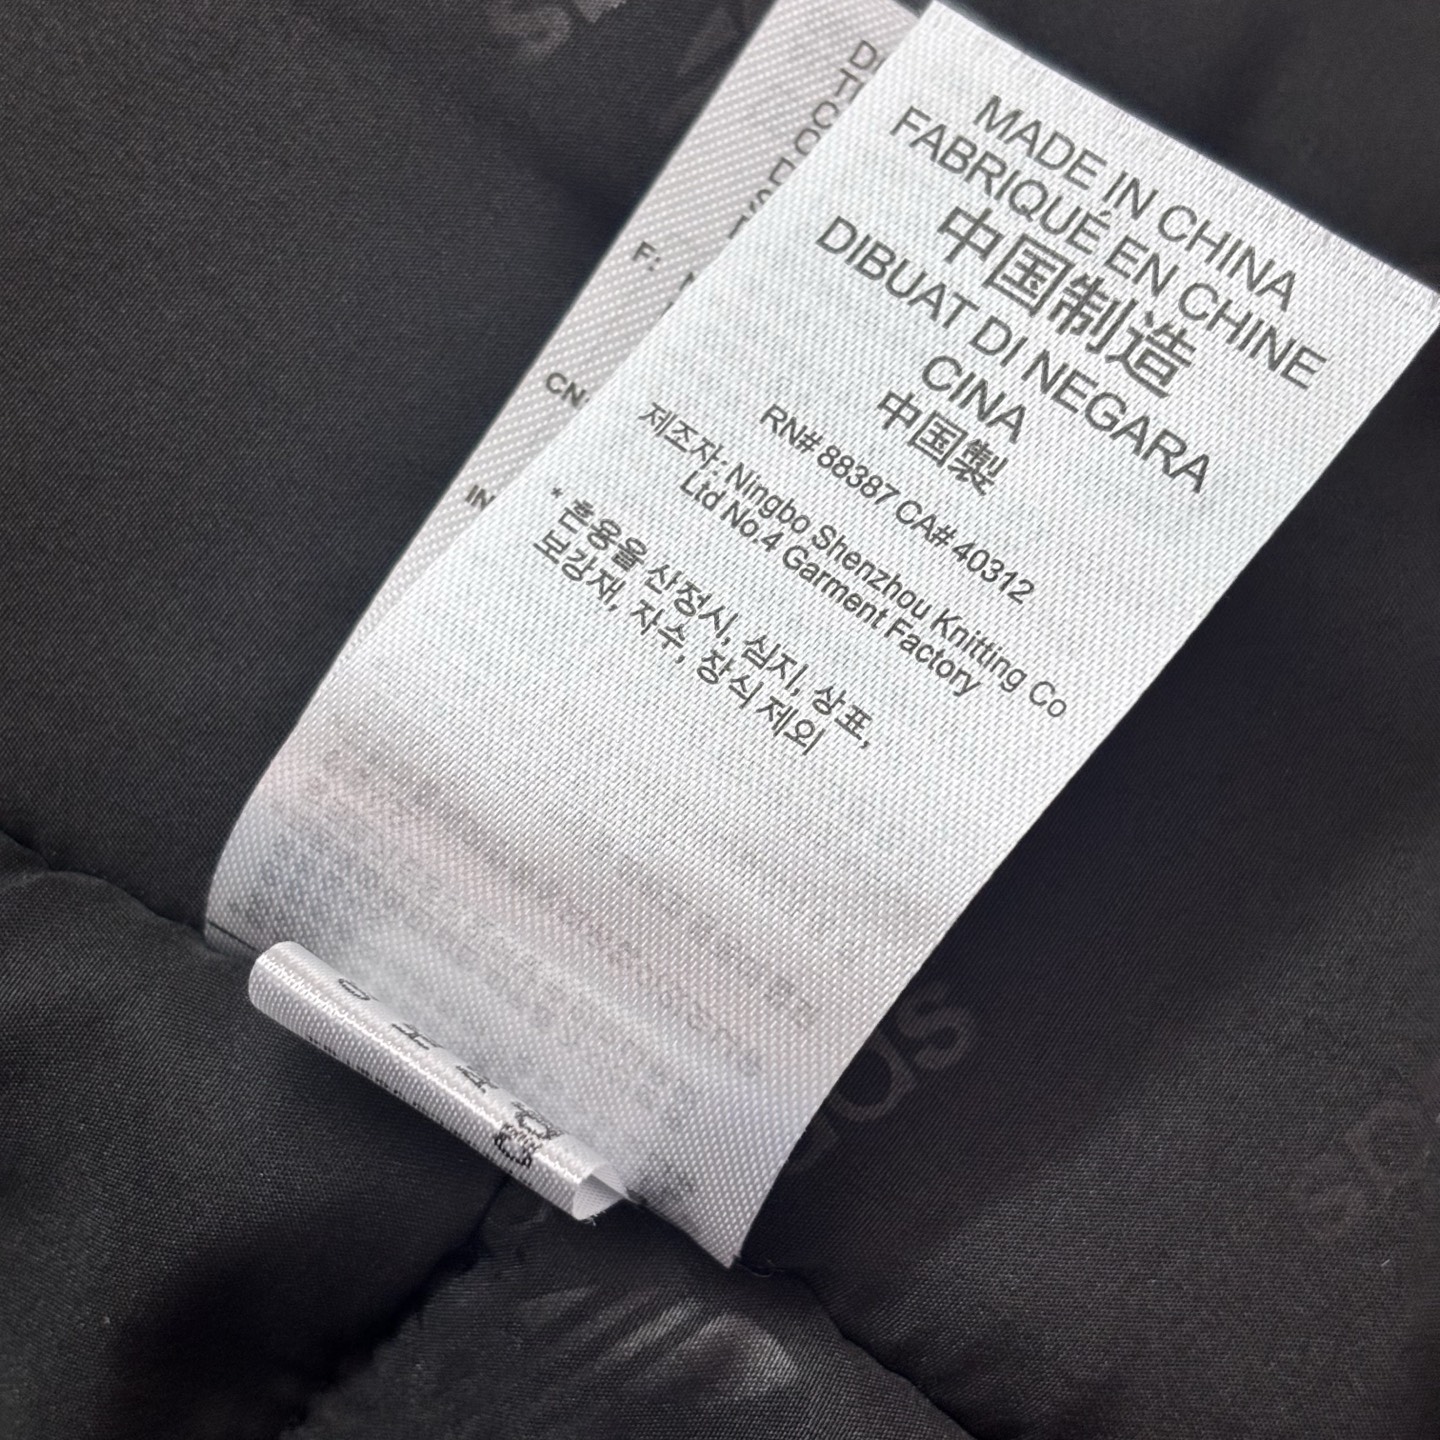 MADE IN CHINA
FABRIQUÉ EN CHINE
中国制造
DIBUAT DI NEGARA
CINA
中国製
RN# 88387 CA# 40312
제조자: Ningbo Shenzhou Knitting Co
Ltd No.4 Garment Factory
* 혼용율 산정시, 심지, 상표,
보강재, 자수, 장식 제외
F:
CN:
IN